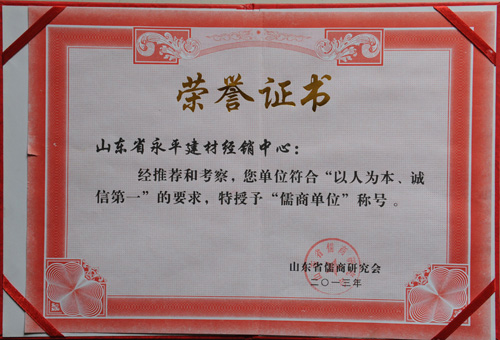 荣誉证书
山东省永平建材经销中心：
经推荐和考察，您单位符合“以人为本、诚
信第一”的要求，特授予“儒商单位”称号。
山东省儒商研究会
二〇一三年